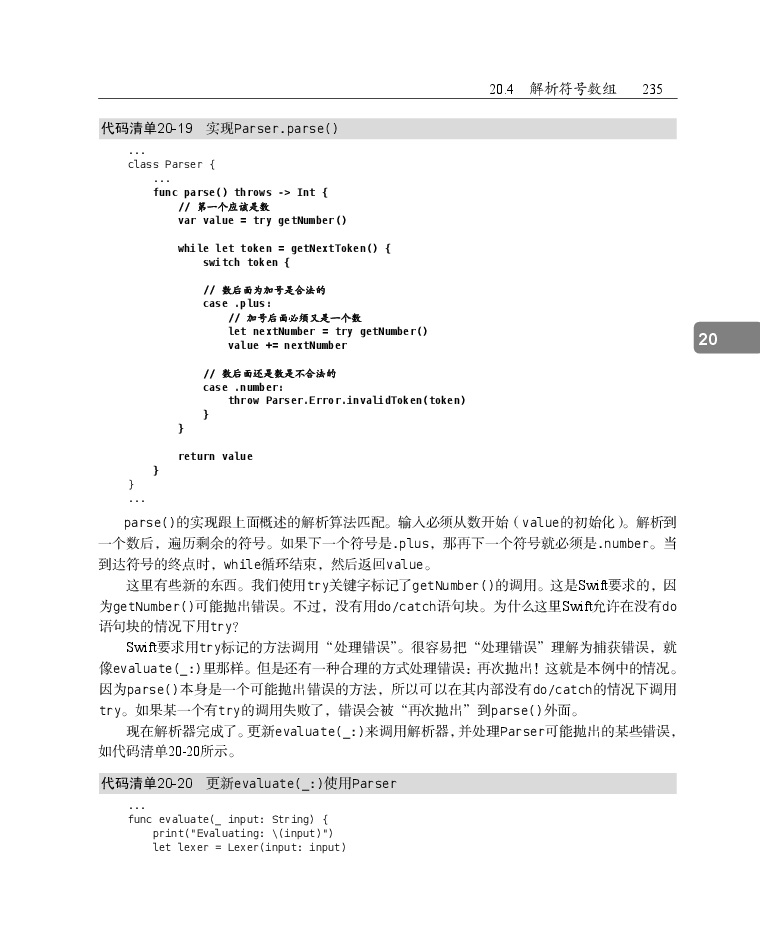 20.4 解析符号数组 235
代码清单20-19 实现Parser.parse()
...
class Parser {
...
func parse() throws -> Int {
// 第一个应该是数
var value = try getNumber()
while let token = getNextToken() {
switch token {
// 数后面为加号是合法的
case .plus:
// 加号后面必须又是一个数
let nextNumber = try getNumber()
value += nextNumber
20
// 数后面还是数是不合法的
case .number:
throw Parser.Error.invalidToken(token)
}
}
return value
}
}
...
parse()的实现跟上面概述的解析算法匹配。输入必须从数开始（value的初始化）。解析到
一个数后，遍历剩余的符号。如果下一个符号是.plus，那再下一个符号就必须是.number。当
到达符号的终点时，while循环结束，然后返回value。
这里有些新的东西。我们使用try关键字标记了getNumber()的调用。这是Swift要求的，因
为getNumber()可能抛出错误。不过，没有用do/catch语句块。为什么这里Swift允许在没有do
语句块的情况下用try？
Swift要求用try标记的方法调用“处理错误”。很容易把“处理错误”理解为捕获错误，就
像evaluate(_:)里那样。但是还有一种合理的方式处理错误：再次抛出！这就是本例中的情况。
因为parse()本身是一个可能抛出错误的方法，所以可以在其内部没有do/catch的情况下调用
try。如果某一个有try的调用失败了，错误会被“再次抛出”到parse()外面。
现在解析器完成了。更新evaluate(_:)来调用解析器，并处理Parser可能抛出的某些错误，
如代码清单20-20所示。
代码清单20-20 更新evaluate(_:)使用Parser
...
func evaluate(_ input: String) {
print("Evaluating: \(input)")
let lexer = Lexer(input: input)